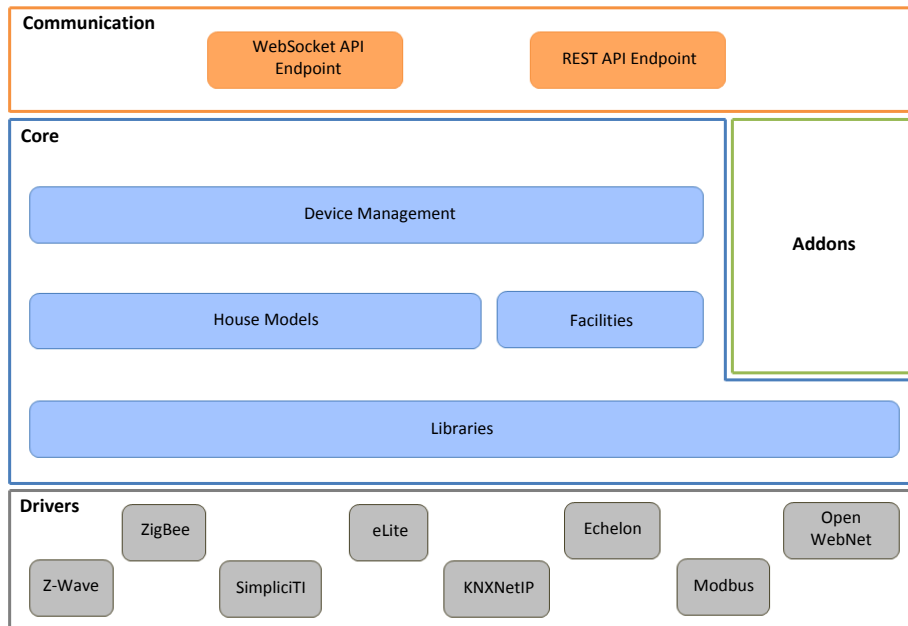 Communication
WebSocket API
Endpoint
REST API Endpoint
Core
Device Management
Addons
House Models
Facilities
Libraries
Drivers
ZigBee
eLite
Echelon
Open
WebNet
Z-Wave
SimpliciTI
KNXNetIP
Modbus